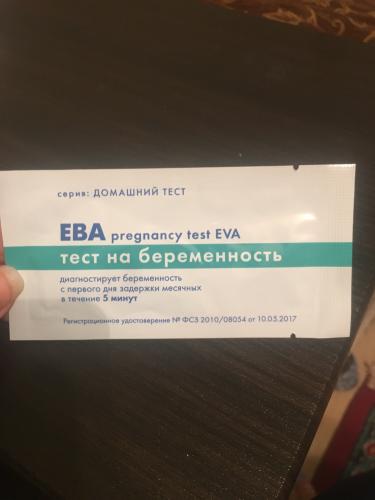 серия: ДОМАШНИЙ ТЕСТ
ЕВА pregnancy test EVA
тест на беременность
диагностирует беременность
с первого дня задержки месячных
в течение 5 минут
Регистрационное удостоверение № ФСЗ 2010/08054 от 10.05.2017